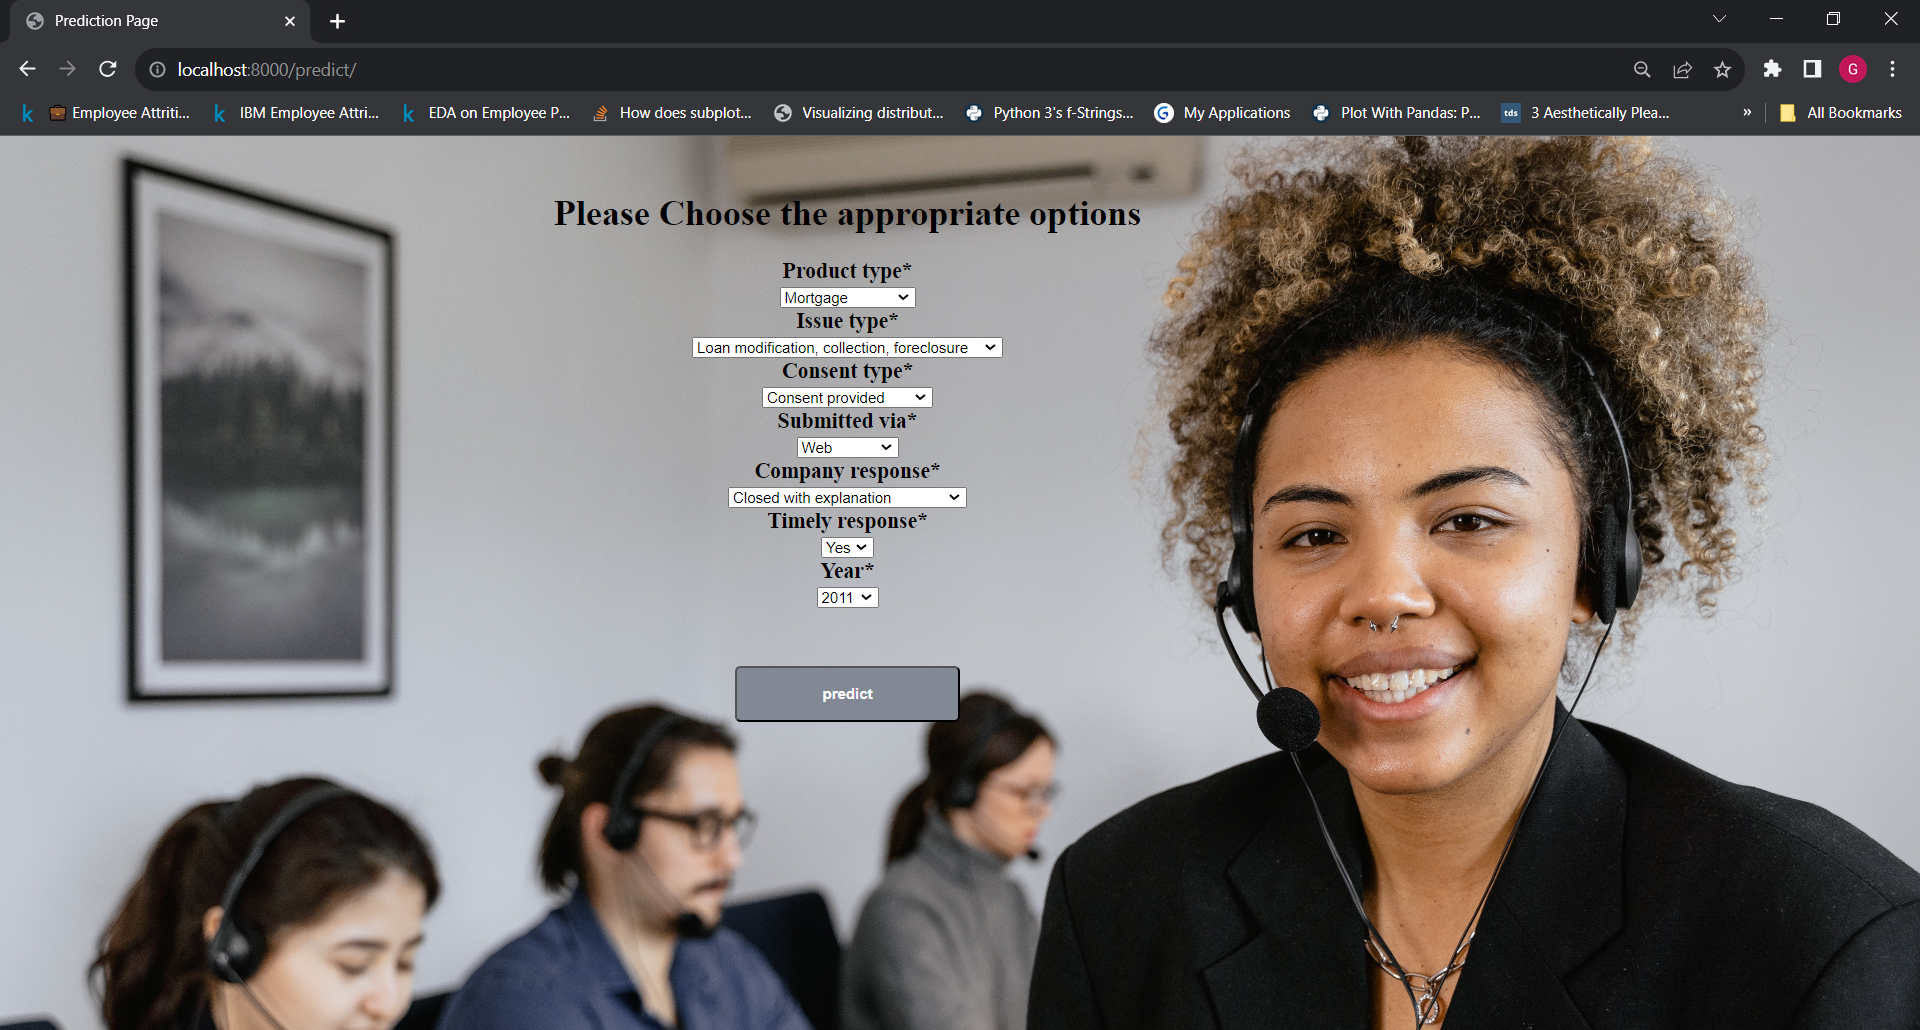 Prediction Page
localhost:8000/predict/
G
Employee Attriti... IBM Employee Attri... EDA on Employee P... How does subplot... Visualizing distribut... Python 3's f-Strings... My Applications Plot With Pandas: P... tds 3 Aesthetically Plea... » All Bookmarks
Please Choose the appropriate options
Product type*
Mortgage
Issue type*
Loan modification, collection, foreclosure
Consent type*
Consent provided
Submitted via*
Web
Company response*
Closed with explanation
Timely response*
Yes
Year*
2011
predict